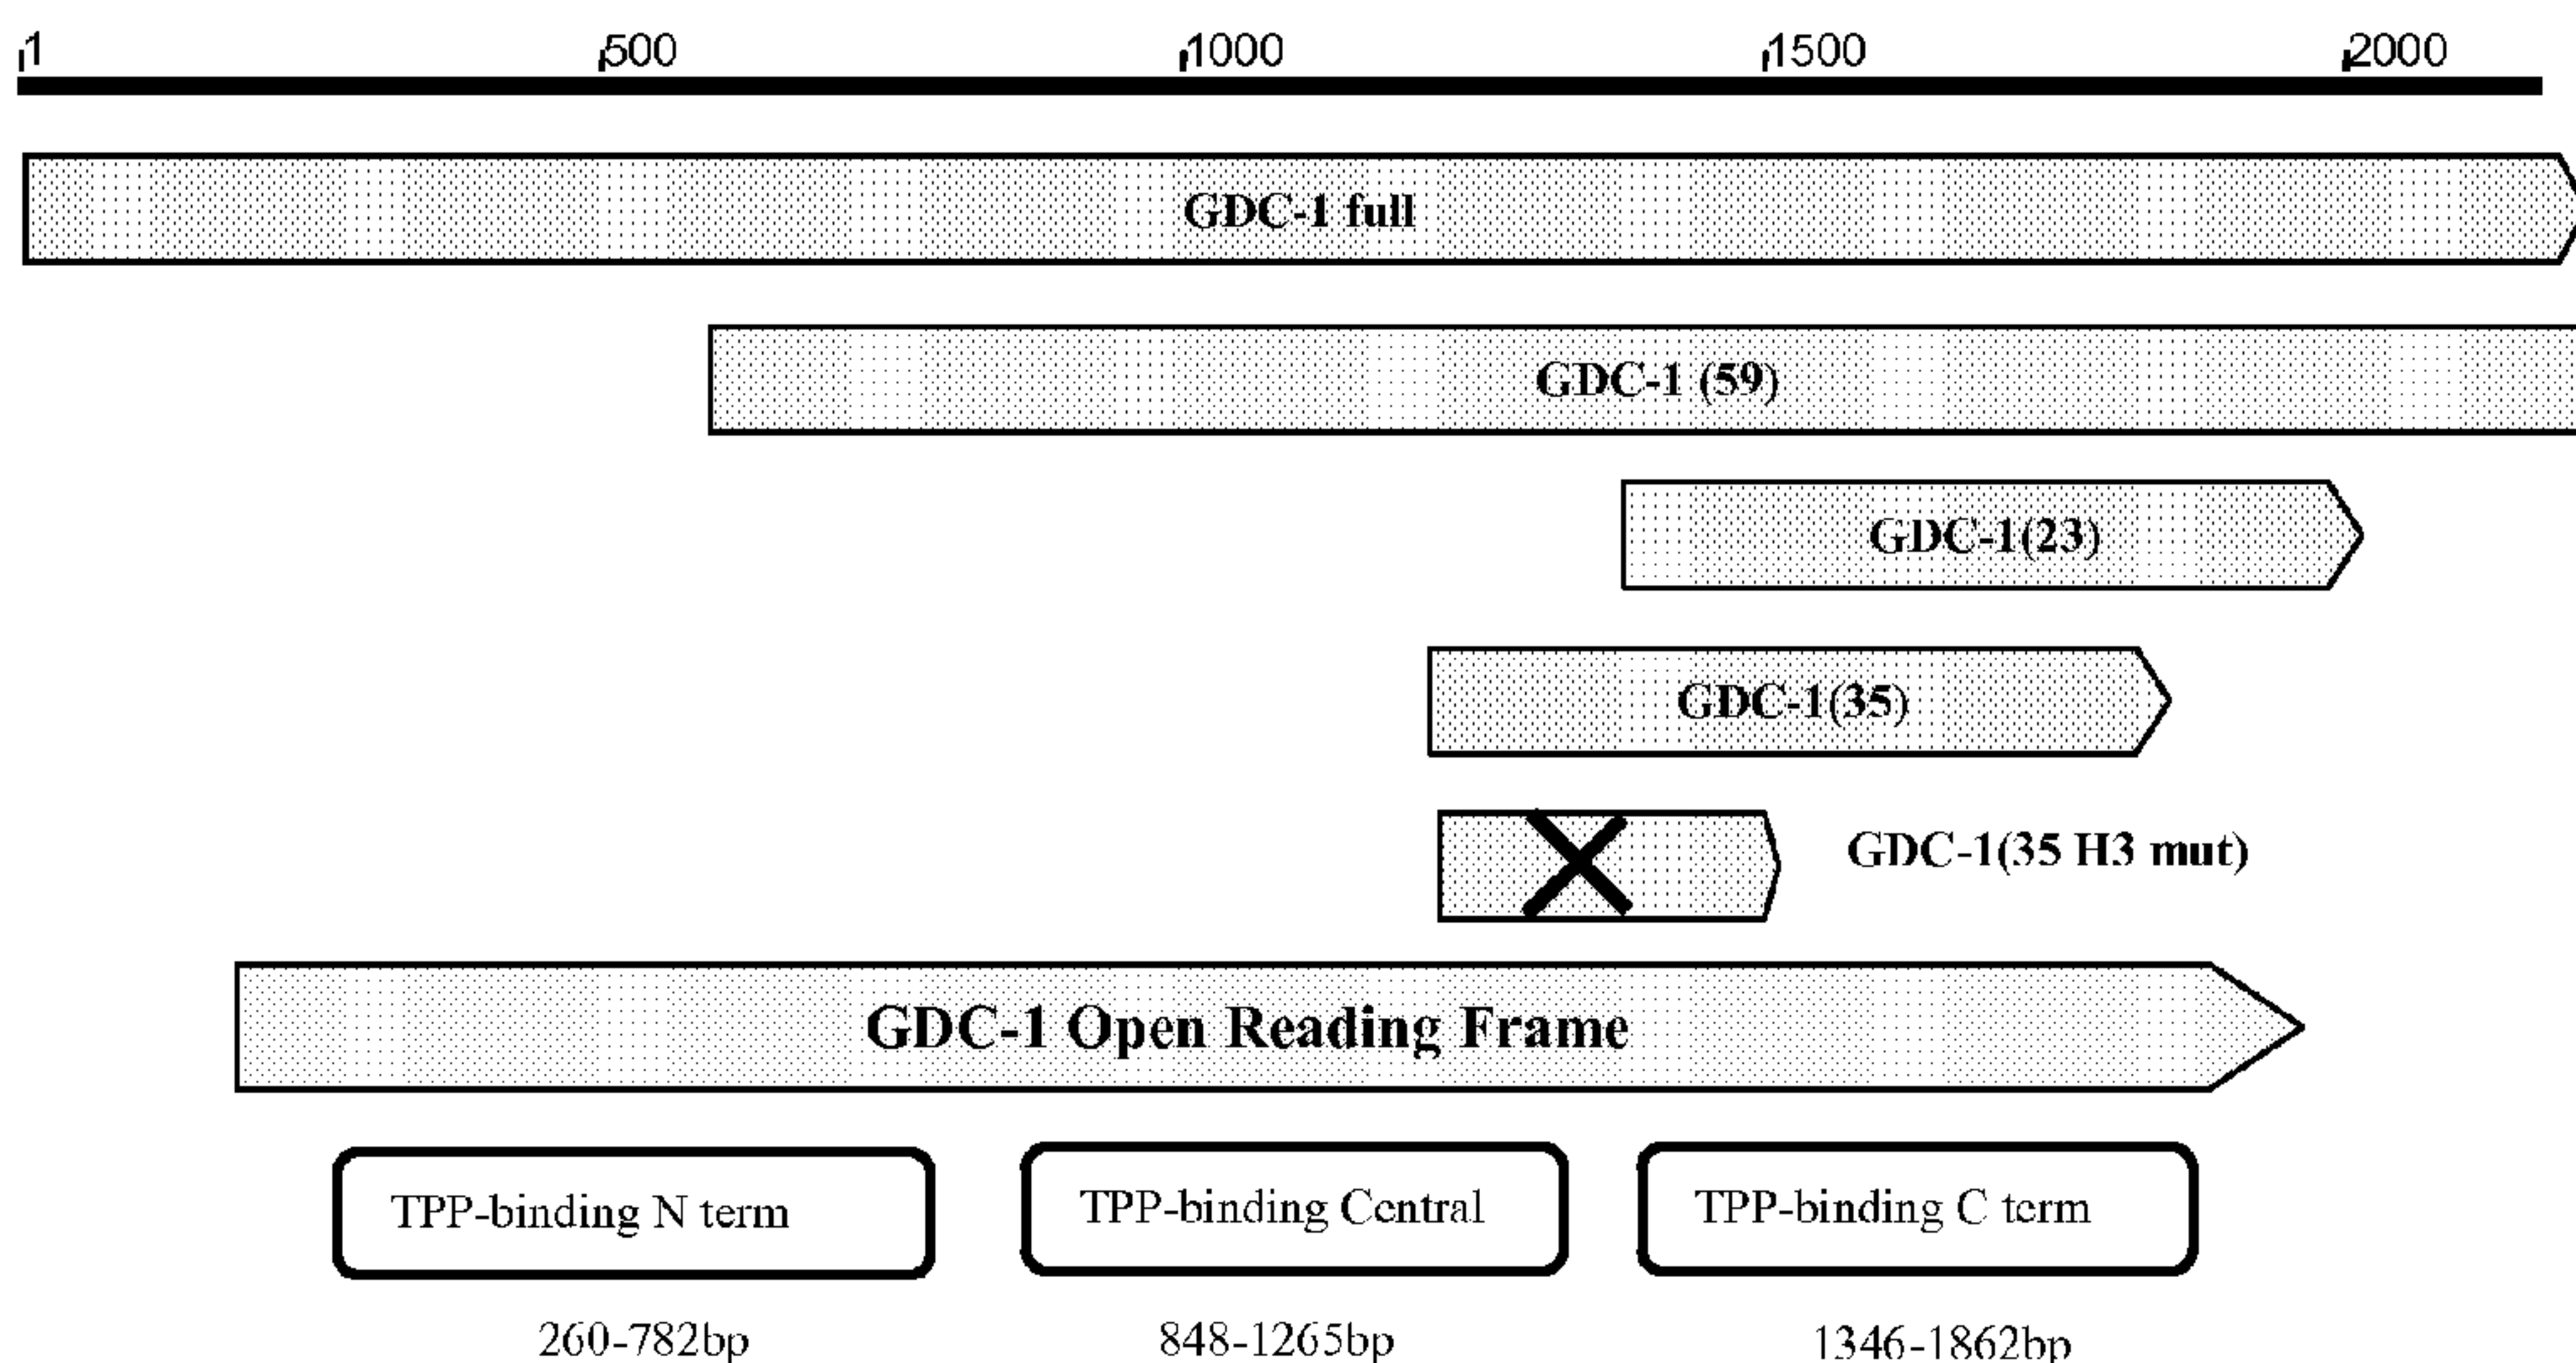 1 500 1000 1500 2000
GDC-1 full
GDC-1 (59)
GDC-1(23)
GDC-1(35)
GDC-1(35 H3 mut)
GDC-1 Open Reading Frame
TPP-binding N term TPP-binding Central TPP-binding C term
260-782bp 848-1265bp 1346-1862bp